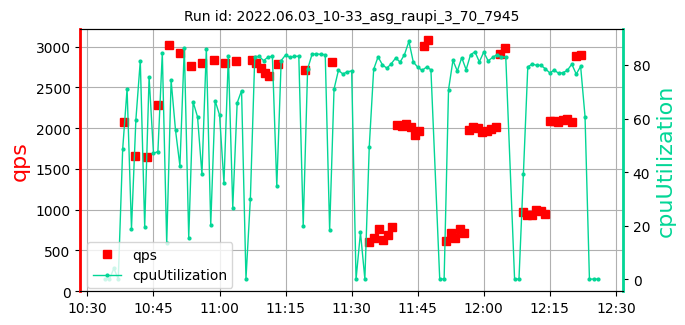 Run id: 2022.06.03_10-33_asg_raupi_3_70_7945
3000
2500
2000
1500
1000
500
0
qps
80
60
40
20
0
cpuUtilization
qps
cpuUtilization
10:30 10:45 11:00 11:15 11:30 11:45 12:00 12:15 12:30